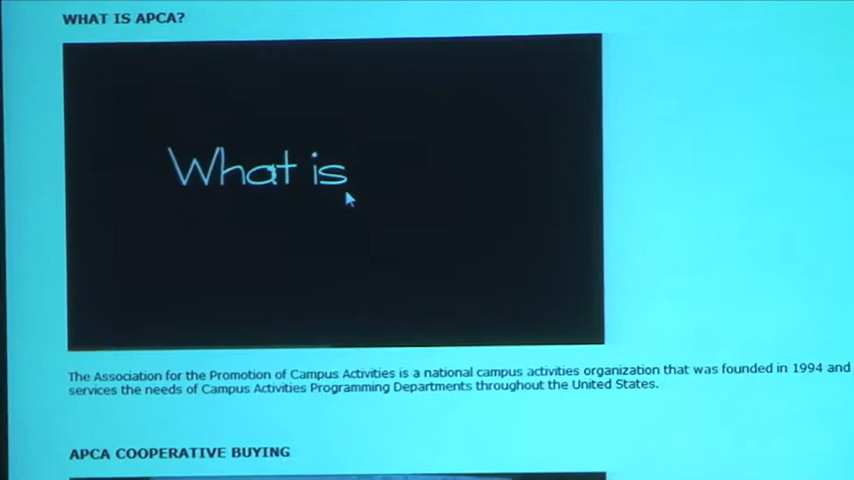 WHAT IS APCA?
What is
The Association for the Promotion of Campus Activities is a national campus activities organization that was founded in 1994 and
services the needs of Campus Activities Programming Departments throughout the United States.
APCA COOPERATIVE BUYING